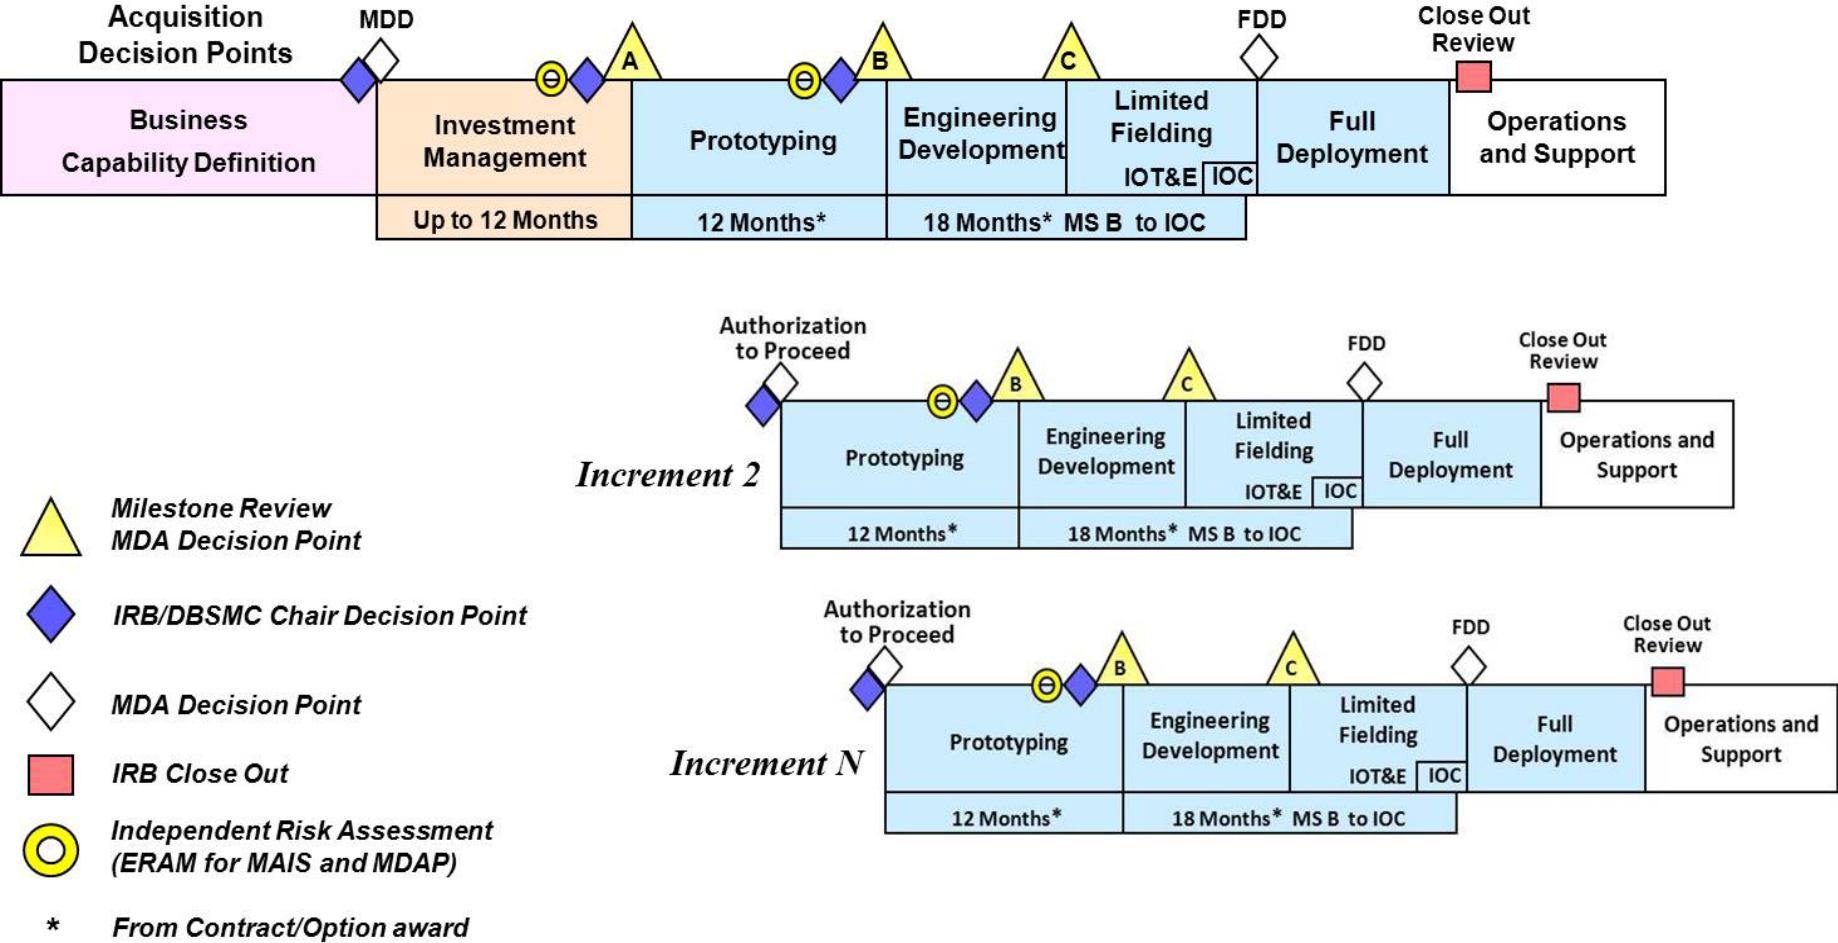 Acquisition
Decision Points
MDD
A
B
C
FDD
Close Out
Review
Business
Capability Definition
Investment
Management
Prototyping
Engineering
Development
Limited
Fielding
IOT&E IOC
Full
Deployment
Operations
and Support
Up to 12 Months
12 Months*
18 Months* MS B to IOC
Authorization
to Proceed
B
C
FDD
Close Out
Review
Increment 2
Prototyping
Engineering
Development
Limited
Fielding
IOT&E IOC
Full
Deployment
Operations and
Support
12 Months*
18 Months* MS B to IOC
Authorization
to Proceed
B
C
FDD
Close Out
Review
Increment N
Prototyping
Engineering
Development
Limited
Fielding
IOT&E IOC
Full
Deployment
Operations and
Support
12 Months*
18 Months* MS B to IOC
Milestone Review
MDA Decision Point
IRB/DBSMC Chair Decision Point
MDA Decision Point
IRB Close Out
Independent Risk Assessment
(ERAM for MAIS and MDAP)
* From Contract/Option award